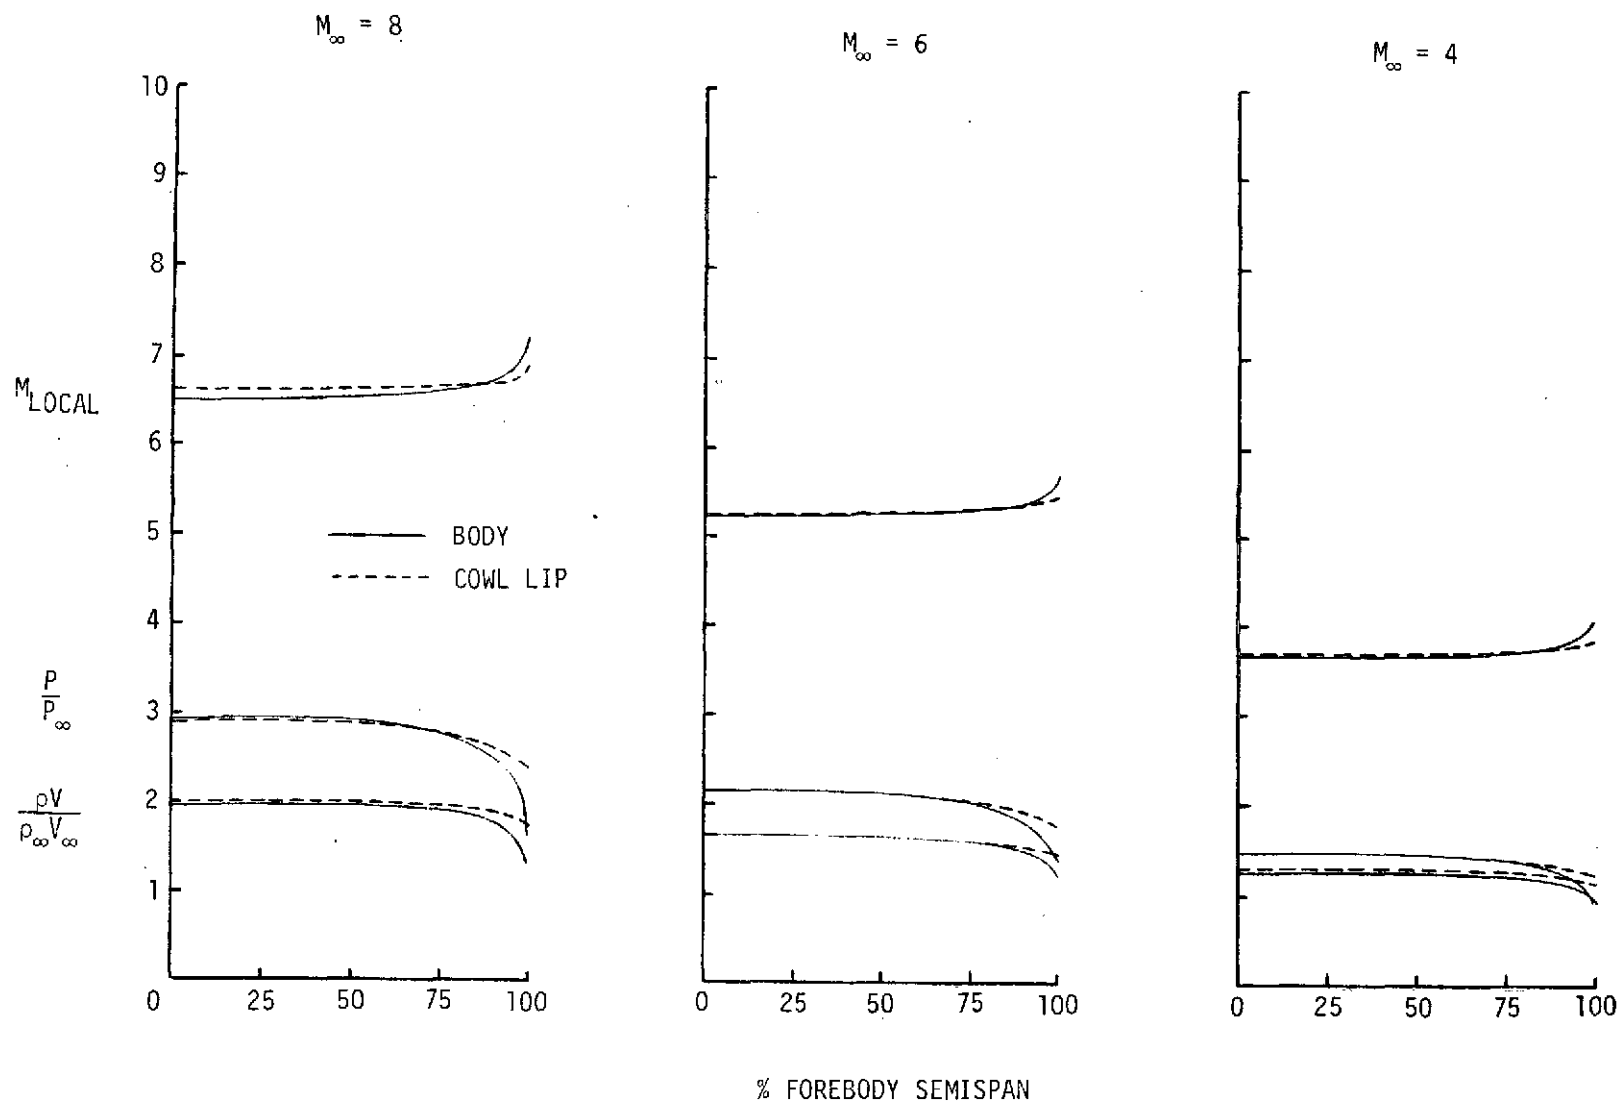 M∞ = 8
M∞ = 6
M∞ = 4
10
9
8
7
6
5
4
3
2
1
M LOCAL
P
P∞
ρV
ρ∞V∞
BODY
COWL LIP
0 25 50 75 100
0 25 50 75 100
0 25 50 75 100
% FOREBODY SEMISPAN